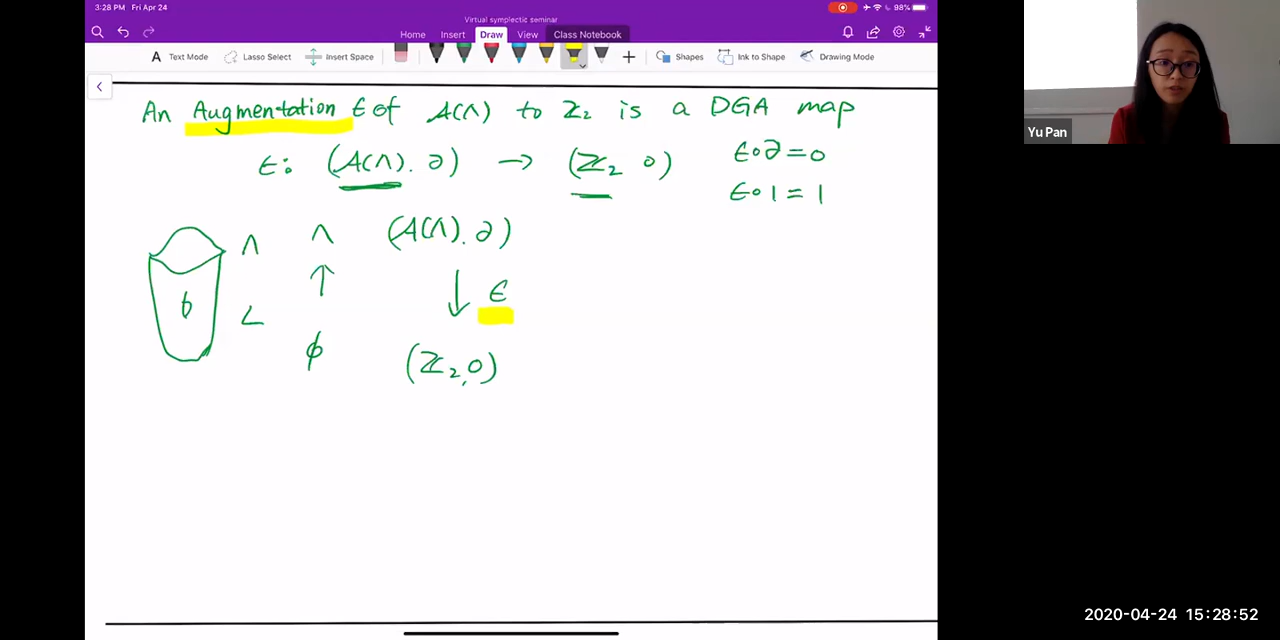 3:28 PM Fri Apr 24
98%
Virtual symplectic seminar
Home Insert Draw View Class Notebook
A Text Mode Lasso Select Insert Space Shapes Ink to Shape Drawing Mode
An Augmentation ϵ of A(Λ) to ℤ₂ is a DGA map
ϵ: (A(Λ), ∂) → (ℤ₂ 0) ϵ∘∂=0
ϵ∘1=1
Λ Λ (A(Λ), ∂)
L ↑ ↓ ϵ
ϕ (ℤ₂, 0)
Yu Pan
2020-04-24 15:28:52